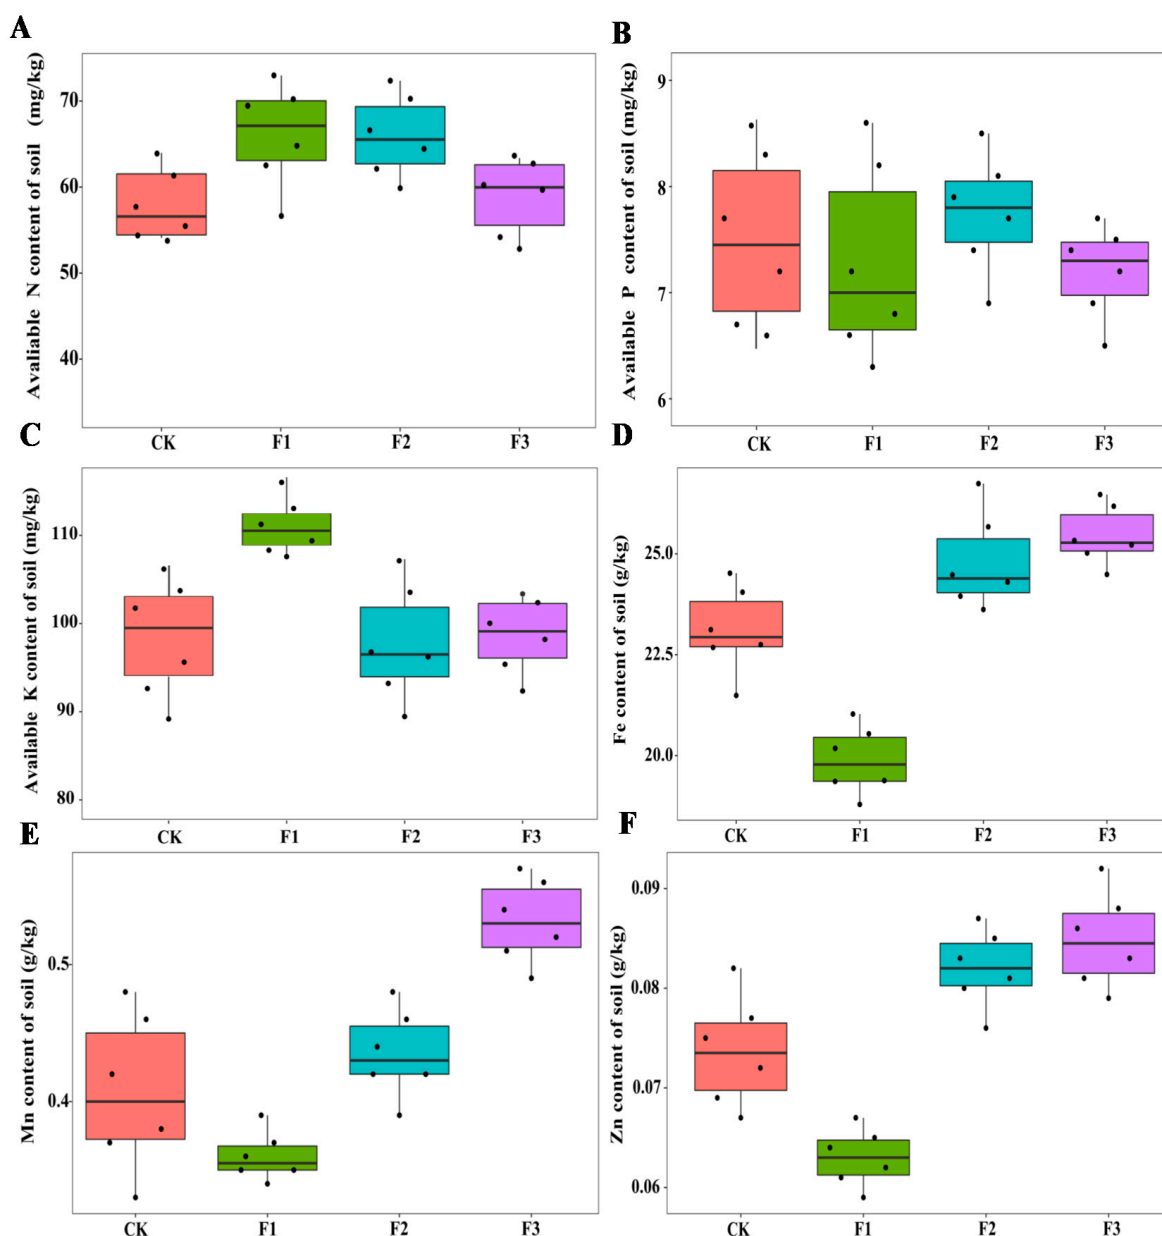 A
Avaliable N content of soil (mg/kg)
70
60
50
40
CK F1 F2 F3
B
Available P content of soil (mg/kg)
9
8
7
6
CK F1 F2 F3
C
Available K content of soil (mg/kg)
110
100
90
80
CK F1 F2 F3
D
Fe content of soil (g/kg)
25.0
22.5
20.0
CK F1 F2 F3
E
Mn content of soil (g/kg)
0.5
0.4
CK F1 F2 F3
F
Zn content of soil (g/kg)
0.09
0.08
0.07
0.06
CK F1 F2 F3